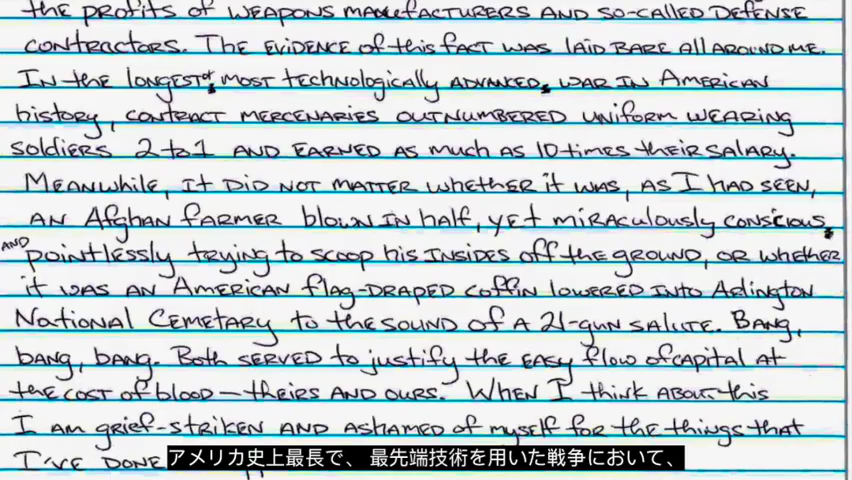 the profits of weapons manufacturers and so-called defense
contractors. The evidence of this fact was laid bare all around me.
In the longest, most technologically advanced, war in American
history, contract mercenaries outnumbered uniform wearing
soldiers 2 to 1 and earned as much as 10 times their salary.
Meanwhile, it did not matter whether it was, as I had seen,
an Afghan farmer blown in half, yet miraculously conscious,
and pointlessly trying to scoop his insides off the ground, or whether
it was an American flag-draped coffin lowered into Arlington
National Cemetary to the sound of a 21-gun salute. Bang,
bang, bang. Both served to justify the easy flow of capital at
the cost of blood—theirs and ours. When I think about this
I am grief-striken and ashamed of myself for the things that
I've done
アメリカ史上最長で、最先端技術を用いた戦争において、